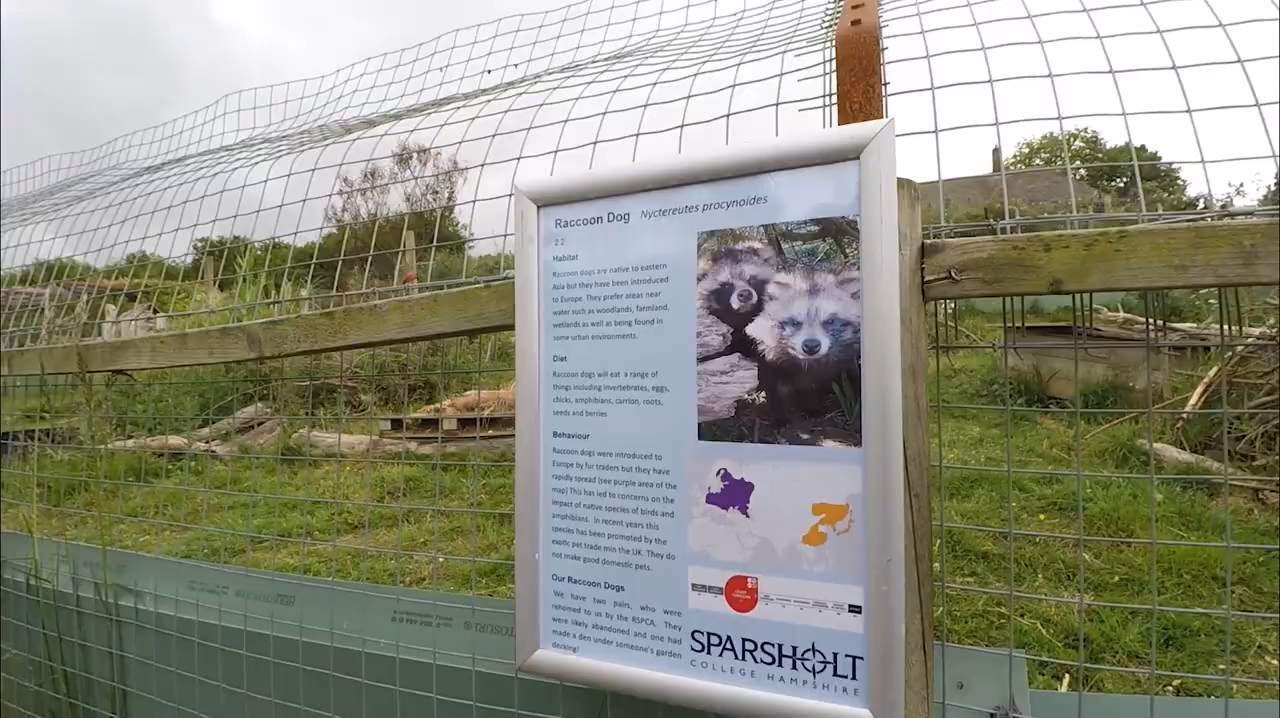 Raccoon Dog Nyctereutes procynoides
2.2
Habitat
Raccoon dogs are native to eastern
Asia but they have been introduced
to Europe. They prefer areas near
water such as woodlands, farmland,
wetlands as well as being found in
some urban environments.
Diet
Raccoon dogs will eat a range of
things including invertebrates, eggs,
chicks, amphibians, carrion, roots,
seeds and berries
Behaviour
Raccoon dogs were introduced to
Europe by fur traders but they have
rapidly spread (see purple area of the
map) This has led to concerns on the
impact of native species of birds and
amphibians. In recent years this
species has been promoted by the
exotic pet trade min the UK. They do
not make good domestic pets.
Our Raccoon Dogs
We have two pairs, who were
rehomed to us by the RSPCA. They
were likely abandoned and one had
made a den under someone's garden
decking!
LEAST
CONCERN
SPARSHOLT
COLLEGE HAMPSHIRE